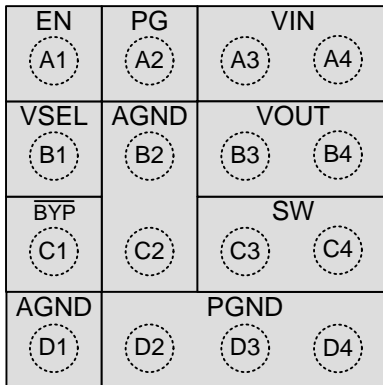 EN PG VIN
A1 A2 A3 A4
VSEL AGND VOUT
B1 B2 B3 B4
BYP SW
C1 C2 C3 C4
AGND PGND
D1 D2 D3 D4